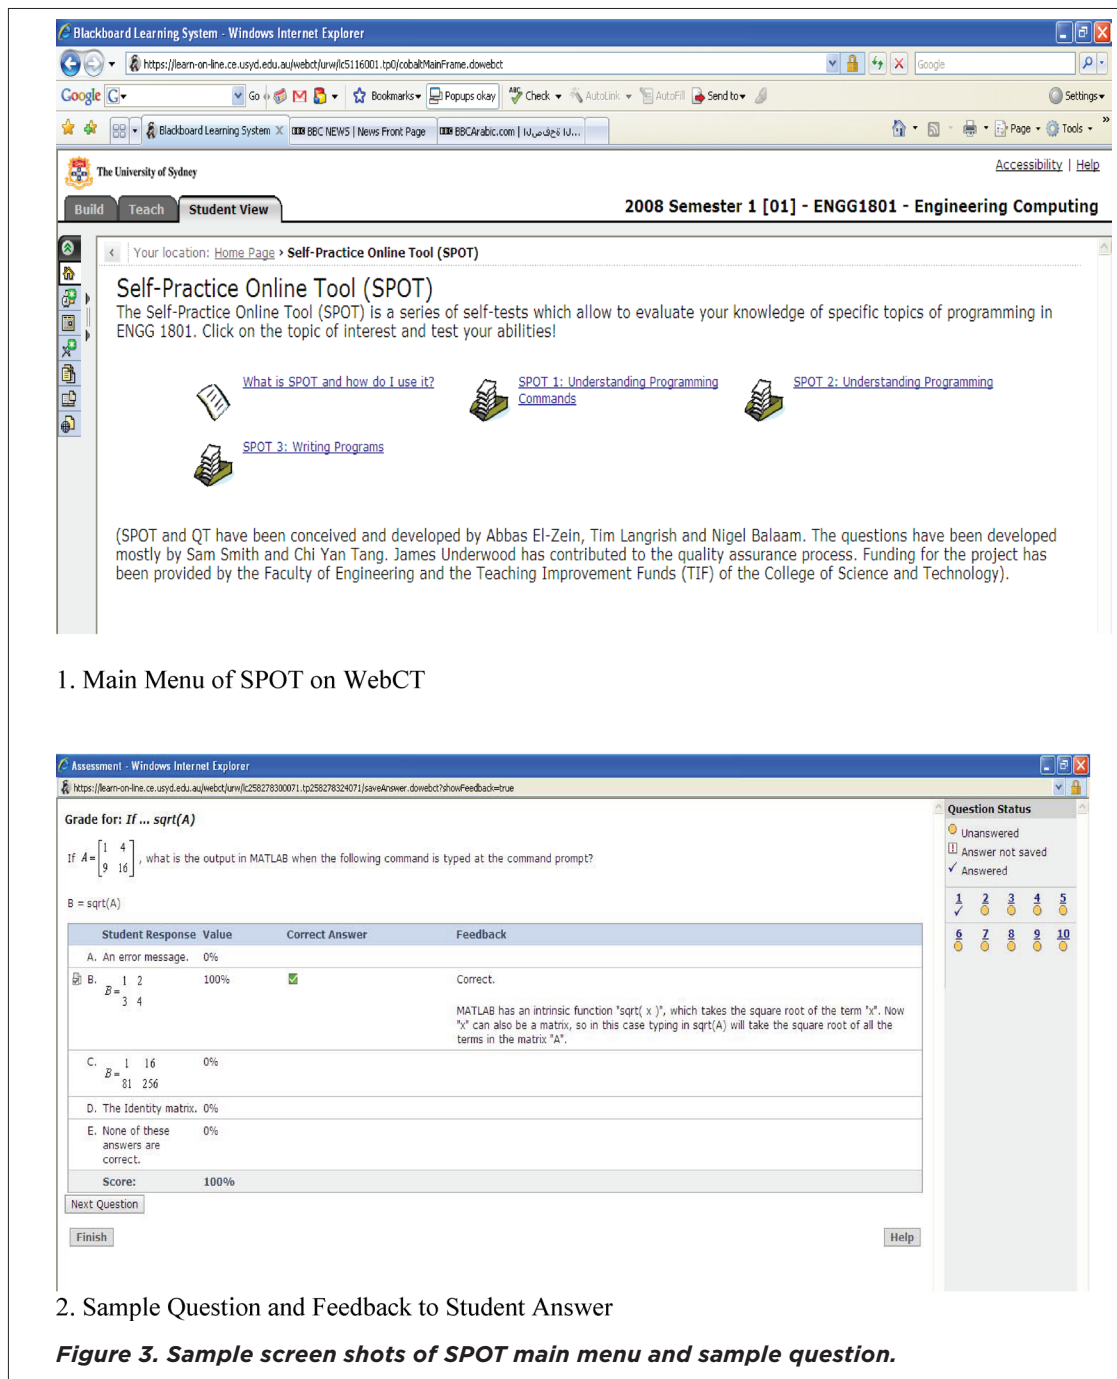 Blackboard Learning System - Windows Internet Explorer
https://learn-on-line.ce.usyd.edu.au/webct/urw/lc5116001.tp0/cobaltMainFrame.dowebct
Google
Google G Go Bookmarks Popups okay ABC Check AutoLink AutoFill Send to Settings
Blackboard Learning System X BBC NEWS | News Front Page BBCArabic.com | Page Tools »
The University of Sydney
Accessibility | Help
Build Teach Student View
2008 Semester 1 [01] - ENGG1801 - Engineering Computing
Your location: Home Page › Self-Practice Online Tool (SPOT)
Self-Practice Online Tool (SPOT)
The Self-Practice Online Tool (SPOT) is a series of self-tests which allow to evaluate your knowledge of specific topics of programming in
ENGG 1801. Click on the topic of interest and test your abilities!
What is SPOT and how do I use it?
SPOT 1: Understanding Programming
Commands
SPOT 2: Understanding Programming
SPOT 3: Writing Programs
(SPOT and QT have been conceived and developed by Abbas El-Zein, Tim Langrish and Nigel Balaam. The questions have been developed
mostly by Sam Smith and Chi Yan Tang. James Underwood has contributed to the quality assurance process. Funding for the project has
been provided by the Faculty of Engineering and the Teaching Improvement Funds (TIF) of the College of Science and Technology).
1. Main Menu of SPOT on WebCT
Assessment - Windows Internet Explorer
https://learn-on-line.ce.usyd.edu.au/webct/urw/lc258278300071.tp258278324071/saveAnswer.dowebct?showFeedback=true
Grade for: If ... sqrt(A)
If A = [1 4
9 16] , what is the output in MATLAB when the following command is typed at the command prompt?
B = sqrt(A)
Student Response Value Correct Answer Feedback
A. An error message. 0%
B. B = 1 2 100% Correct.
3 4
MATLAB has an intrinsic function "sqrt( x )", which takes the square root of the term "x". Now
"x" can also be a matrix, so in this case typing in sqrt(A) will take the square root of all the
terms in the matrix "A".
C. B = 1 16 0%
81 256
D. The Identity matrix. 0%
E. None of these 0%
answers are
correct.
Score: 100%
Next Question
Finish
Help
Question Status
Unanswered
Answer not saved
Answered
1 2 3 4 5
6 7 8 9 10
2. Sample Question and Feedback to Student Answer
Figure 3. Sample screen shots of SPOT main menu and sample question.